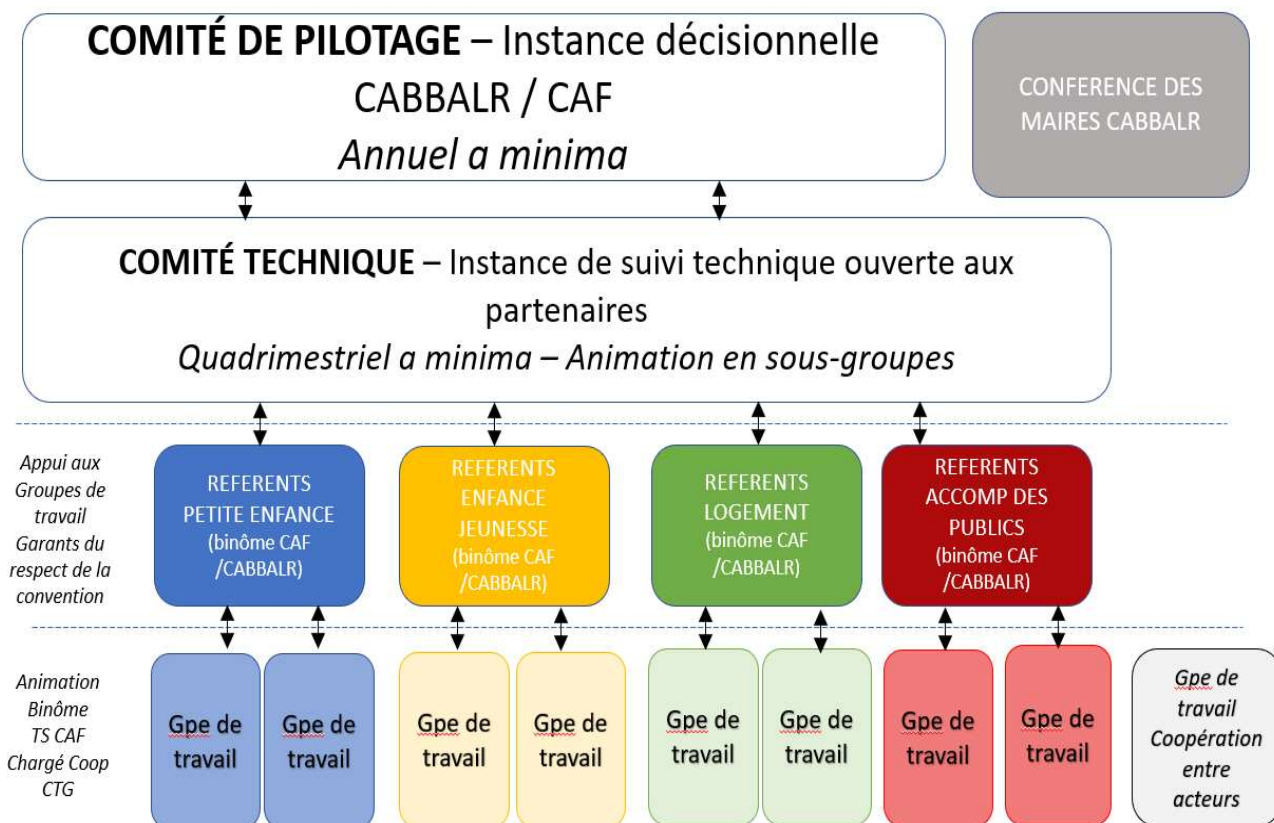 COMITÉ DE PILOTAGE – Instance décisionnelle
CABBALR / CAF
Annuel a minima
CONFERENCE DES
MAIRES CABBALR
COMITÉ TECHNIQUE – Instance de suivi technique ouverte aux
partenaires
Quadrimestriel a minima – Animation en sous-groupes
Appui aux
Groupes de
travail
Garants du
respect de la
convention
REFERENTS
PETITE ENFANCE
(binôme CAF
/CABBALR)
REFERENTS
ENFANCE
JEUNESSE
(binôme CAF
/CABBALR)
REFERENTS
LOGEMENT
(binôme CAF
/CABBALR)
REFERENTS
ACCOMP DES
PUBLICS
(binôme CAF
/CABBALR)
Animation
Binôme
TS CAF
Chargé Coop
CTG
Gpe de
travail
Gpe de
travail
Gpe de
travail
Gpe de
travail
Gpe de
travail
Gpe de
travail
Gpe de
travail
Gpe de
travail
Gpe de
travail
Coopération
entre
acteurs